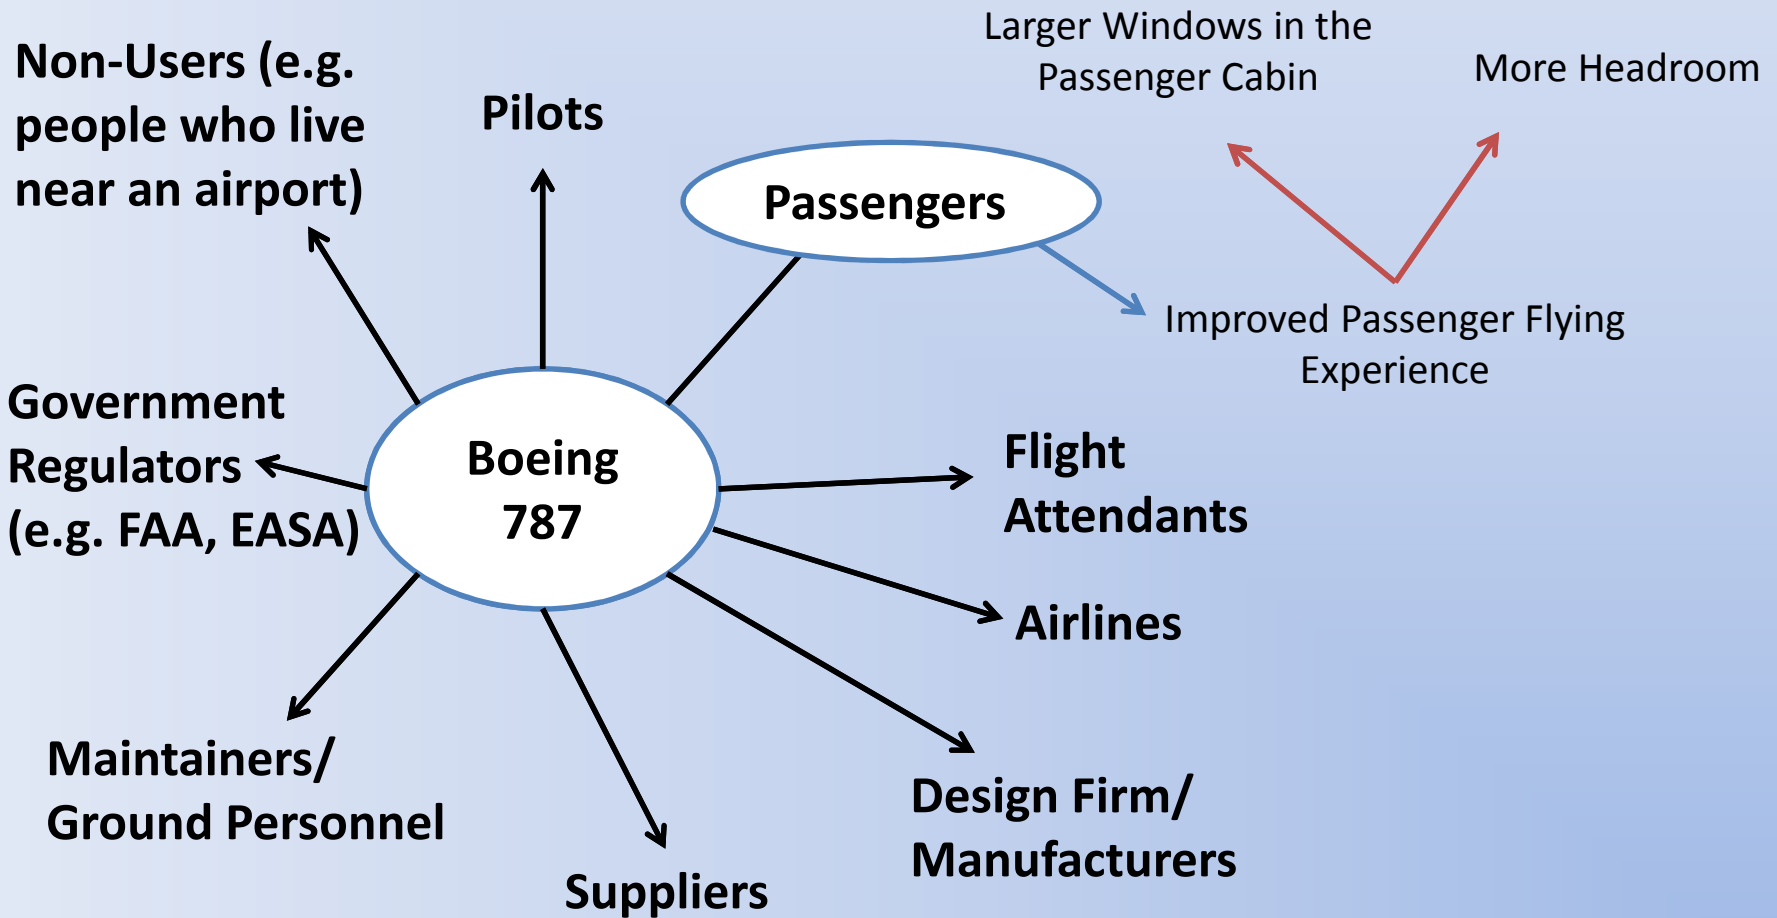 Larger Windows in the
Passenger Cabin
More Headroom
Non-Users (e.g.
people who live
near an airport)
Pilots
Passengers
Improved Passenger Flying
Experience
Government
Regulators
(e.g. FAA, EASA)
Boeing
787
Flight
Attendants
Airlines
Maintainers/
Ground Personnel
Design Firm/
Manufacturers
Suppliers